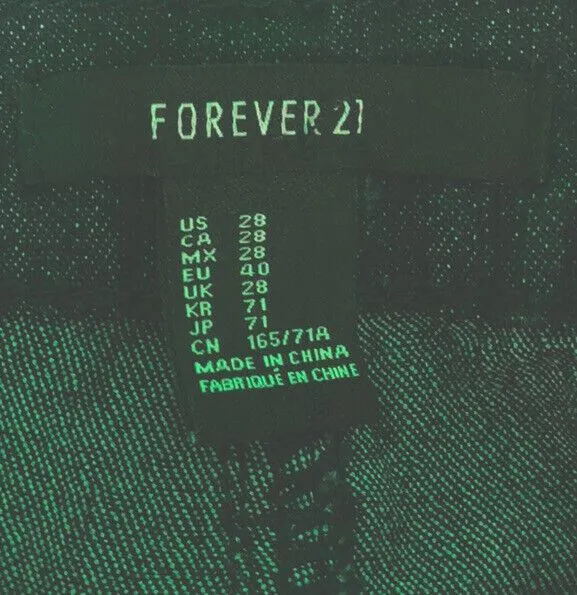 FOREVER 21
US 28
CA 28
MX 28
EU 40
UK 28
KR 71
JP 71
CN 165/71A
MADE IN CHINA
FABRIQUÉ EN CHINE